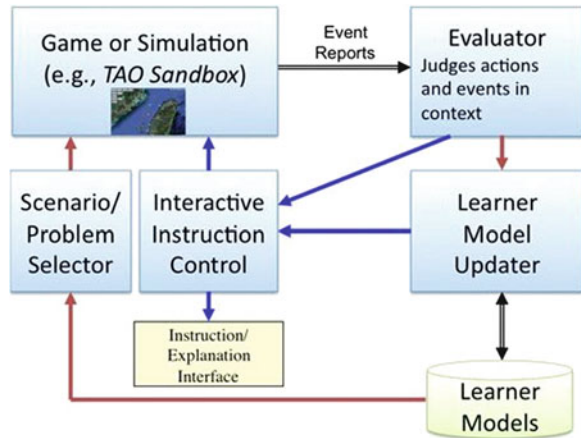 Game or Simulation
(e.g., TAO Sandbox)
Event
Reports
Evaluator
Judges actions
and events in
context
Scenario/
Problem
Selector
Interactive
Instruction
Control
Learner
Model
Updater
Instruction/
Explanation
Interface
Learner
Models